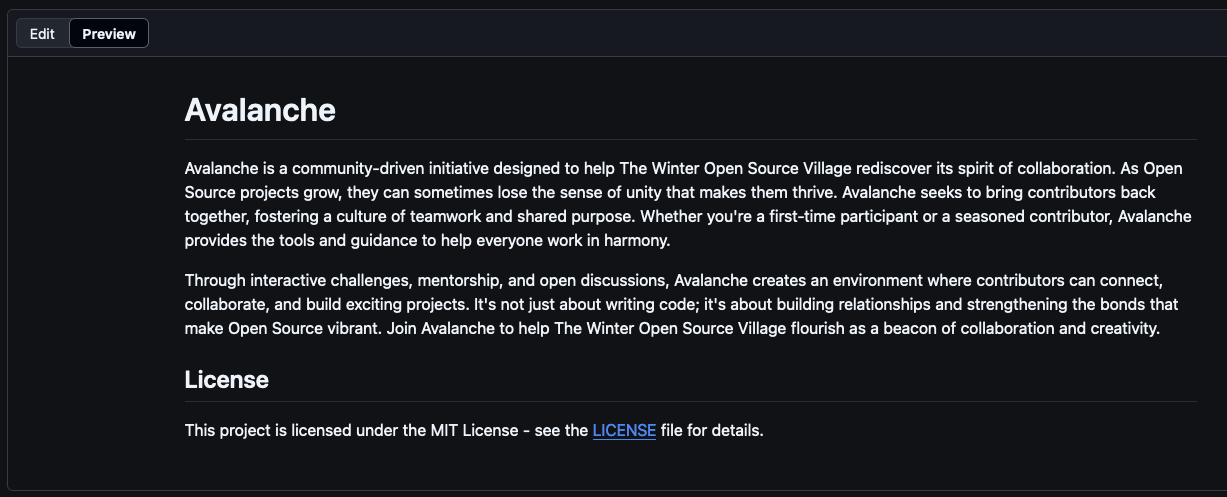 Edit
Preview
Avalanche
Avalanche is a community-driven initiative designed to help The Winter Open Source Village rediscover its spirit of collaboration. As Open
Source projects grow, they can sometimes lose the sense of unity that makes them thrive. Avalanche seeks to bring contributors back
together, fostering a culture of teamwork and shared purpose. Whether you're a first-time participant or a seasoned contributor, Avalanche
provides the tools and guidance to help everyone work in harmony.
Through interactive challenges, mentorship, and open discussions, Avalanche creates an environment where contributors can connect,
collaborate, and build exciting projects. It's not just about writing code; it's about building relationships and strengthening the bonds that
make Open Source vibrant. Join Avalanche to help The Winter Open Source Village flourish as a beacon of collaboration and creativity.
License
This project is licensed under the MIT License - see the LICENSE file for details.